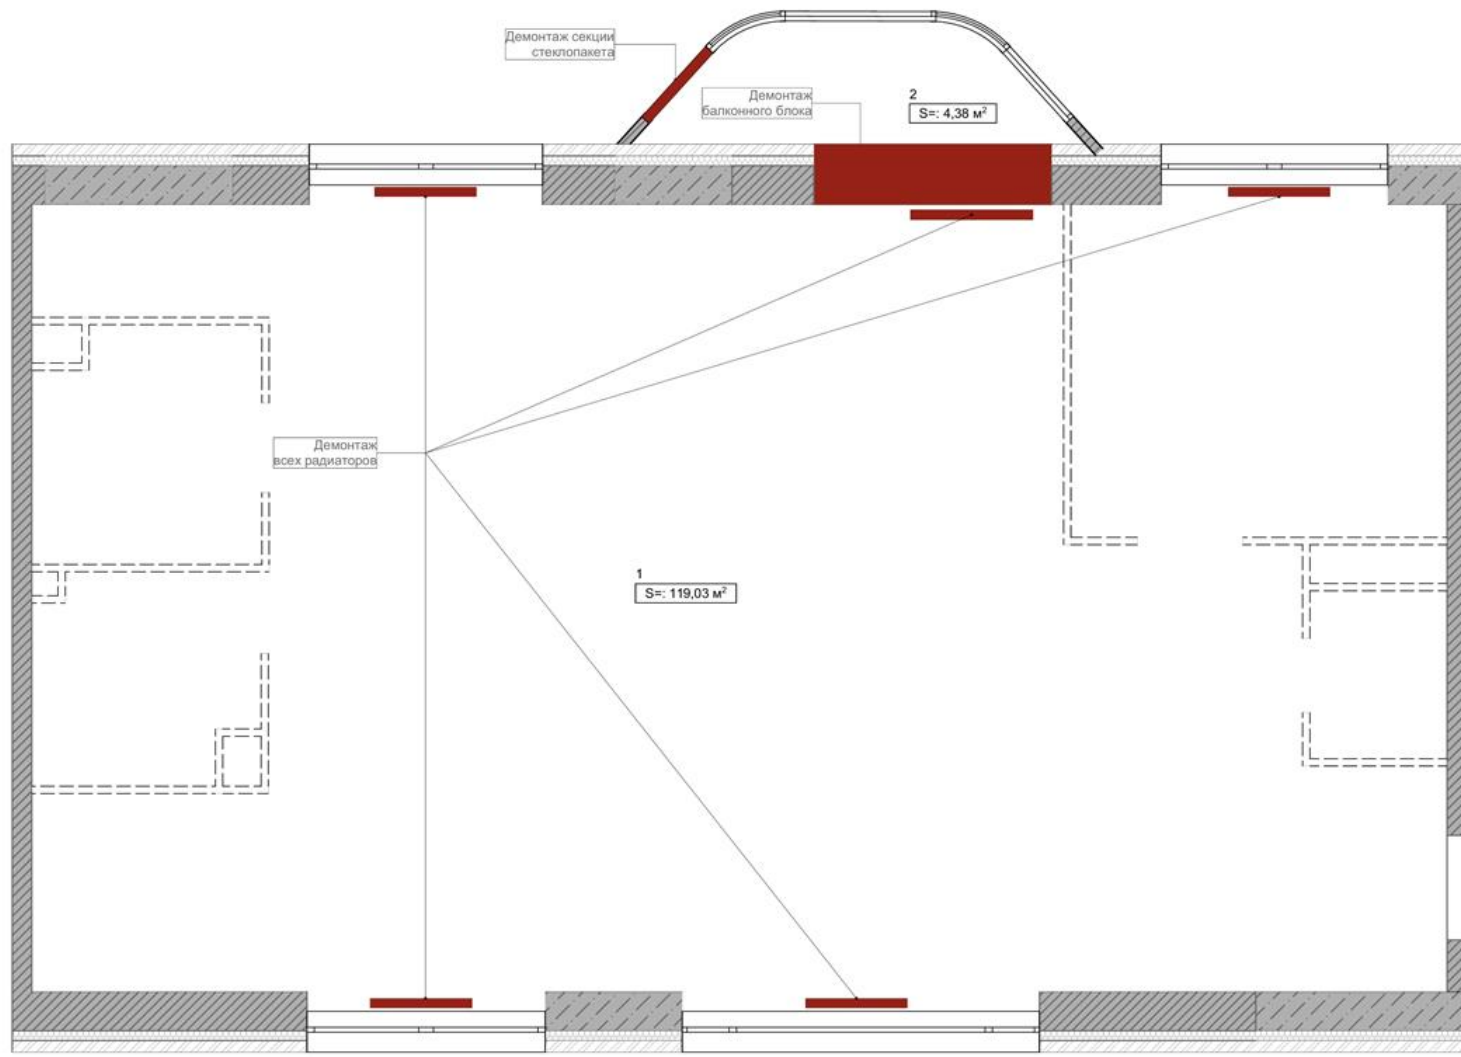 Демонтаж секции
стеклопакета
Демонтаж
балконного блока
2
S=: 4,38 м²
Демонтаж
всех радиаторов
1
S=: 119,03 м²